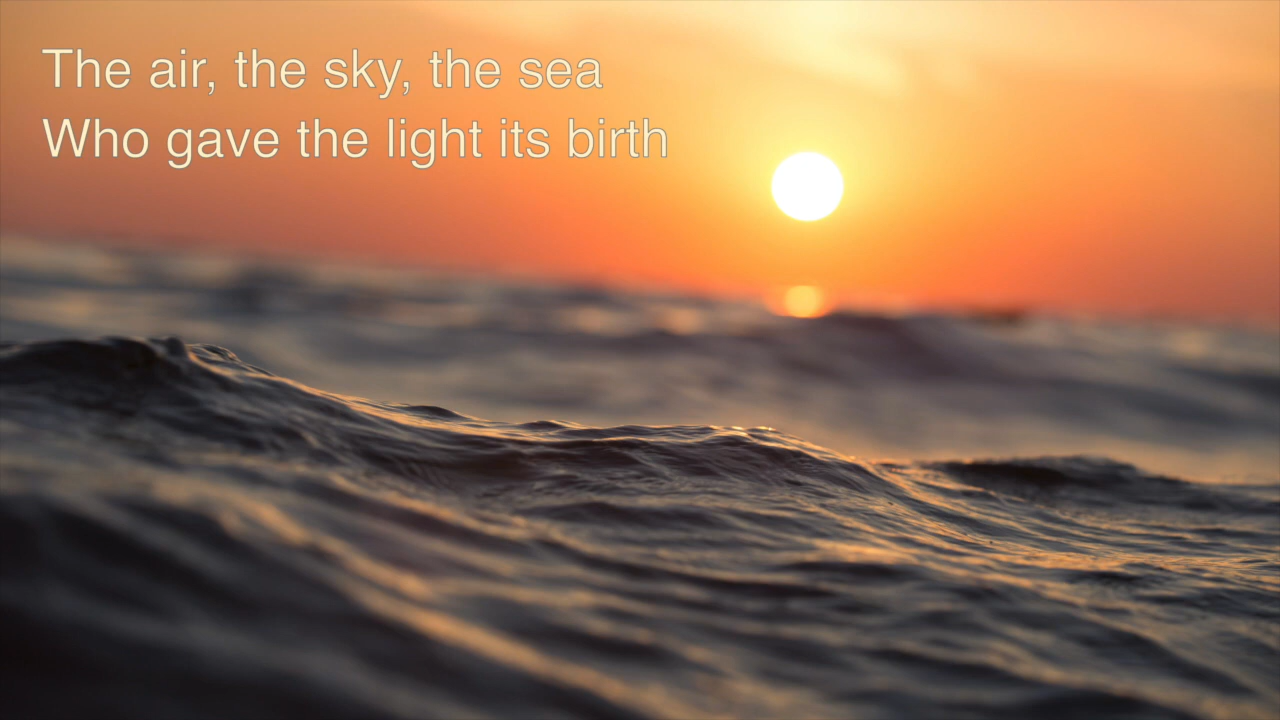 The air, the sky, the sea
Who gave the light its birth